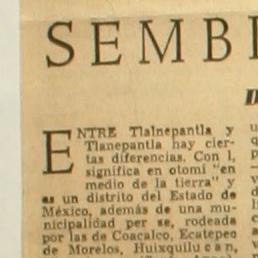 SEMB
D
ENTRE Tlalnepantla y
Tlanepantla hay cier-
tas diferencias. Con l,
significa en otomí "en
medio de la tierra" y
es un distrito del Estado de
México, además de una mu-
nicipalidad per se, rodeada
por las de Coacalco, Ecatepec
de Morelos, Huixquilucan,